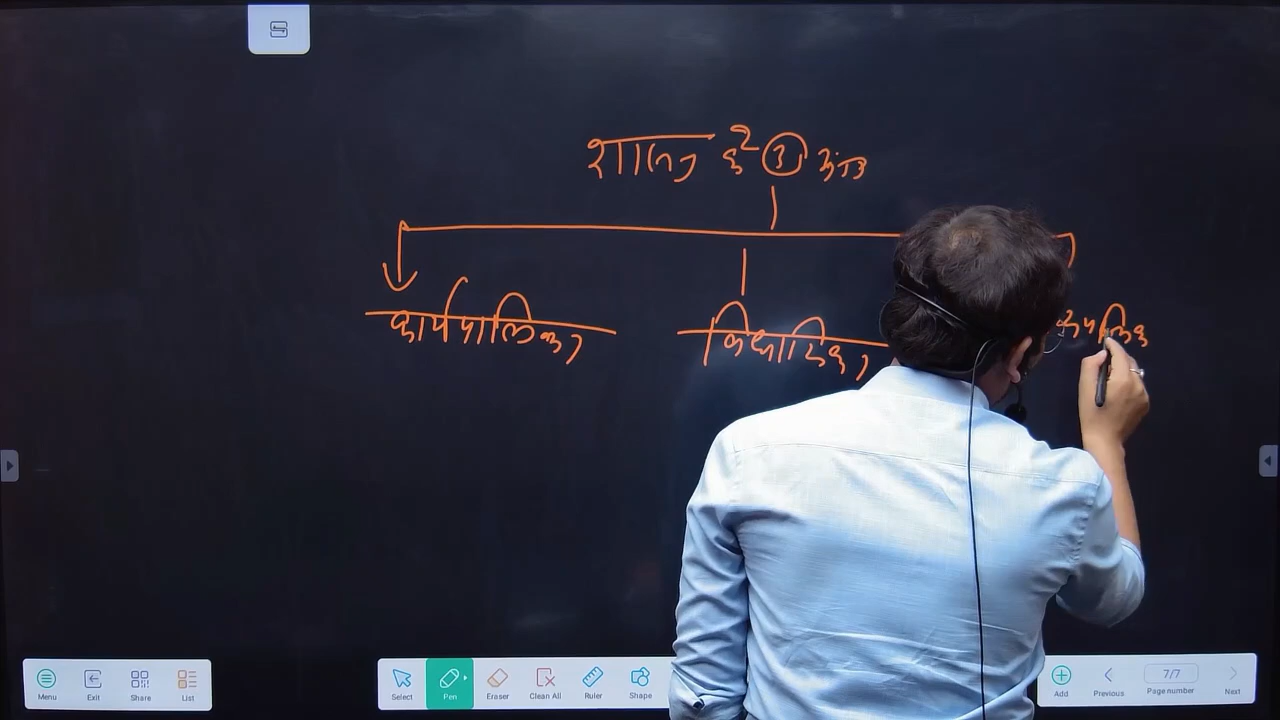 शासन के 3 अंग
कार्यपालिका विधायिका
Menu Exit Share List Select Pen Eraser Clean All Ruler Shape Add Previous 7/7 Page number Next